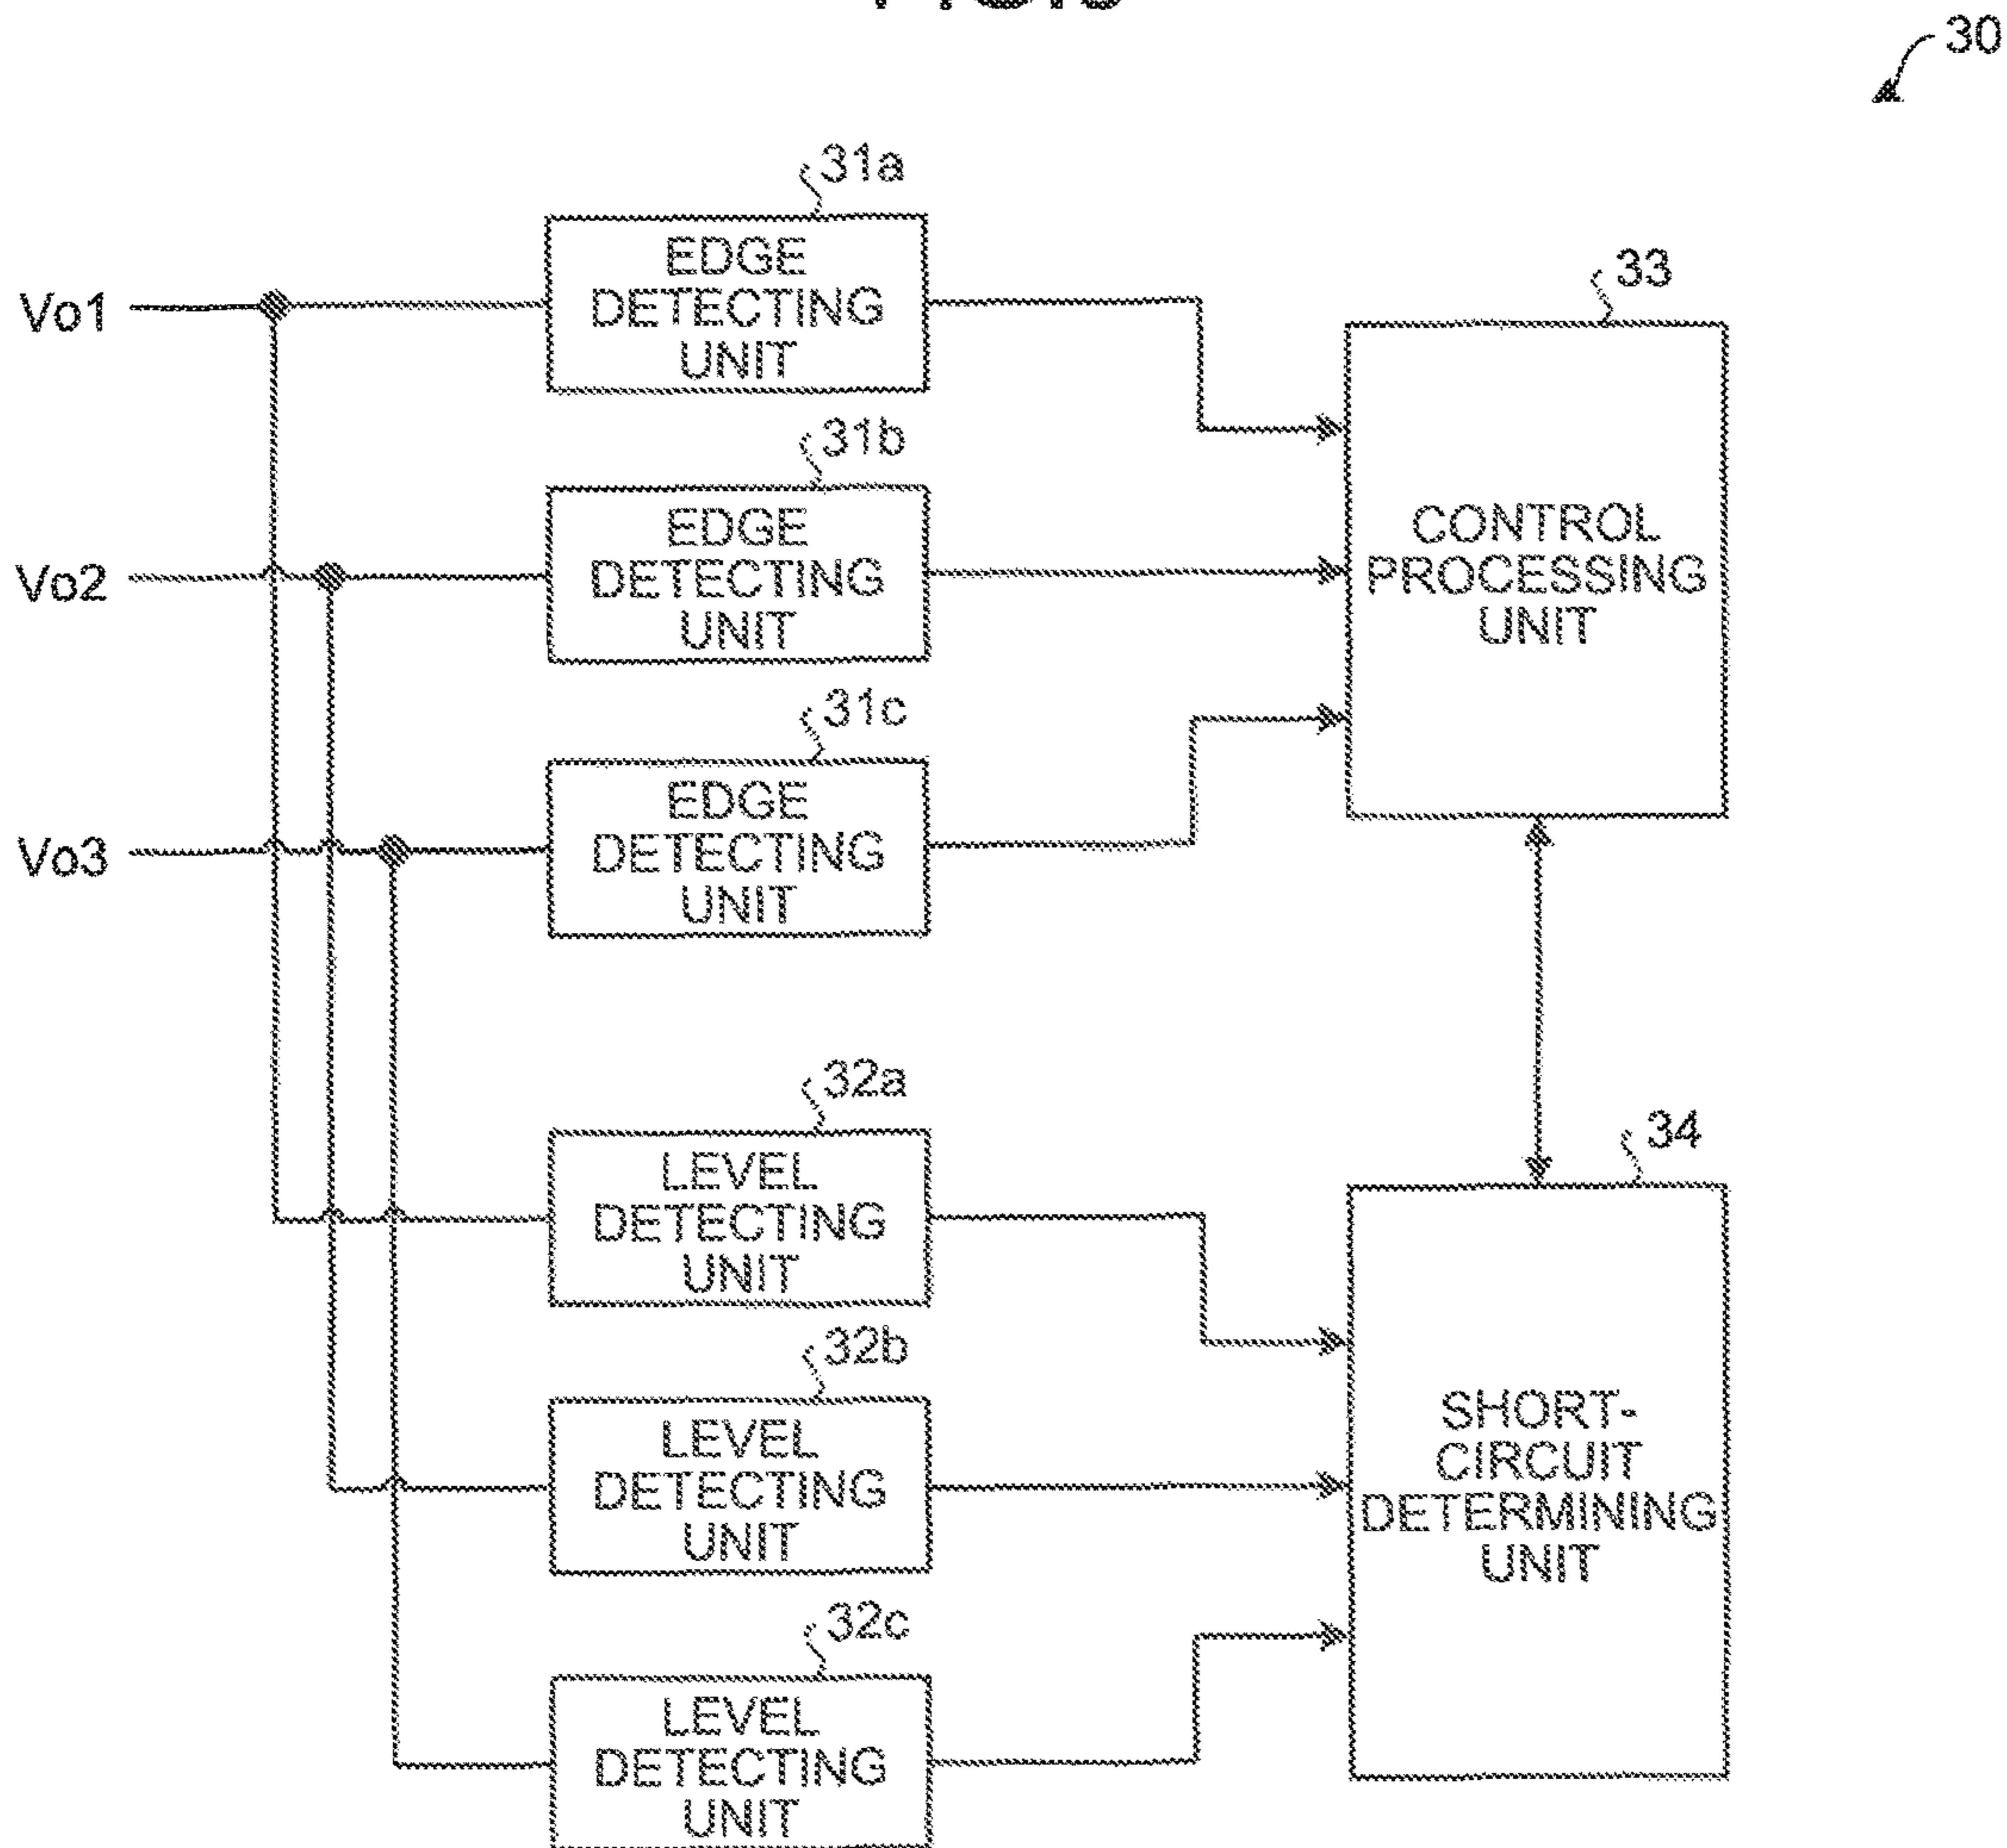 30
31a
EDGE
DETECTING
UNIT
Vo1
33
31b
EDGE
DETECTING
UNIT
Vo2
CONTROL
PROCESSING
UNIT
31c
EDGE
DETECTING
UNIT
Vo3
32a
LEVEL
DETECTING
UNIT
34
32b
LEVEL
DETECTING
UNIT
SHORT-
CIRCUIT
DETERMINING
UNIT
32c
LEVEL
DETECTING
UNIT